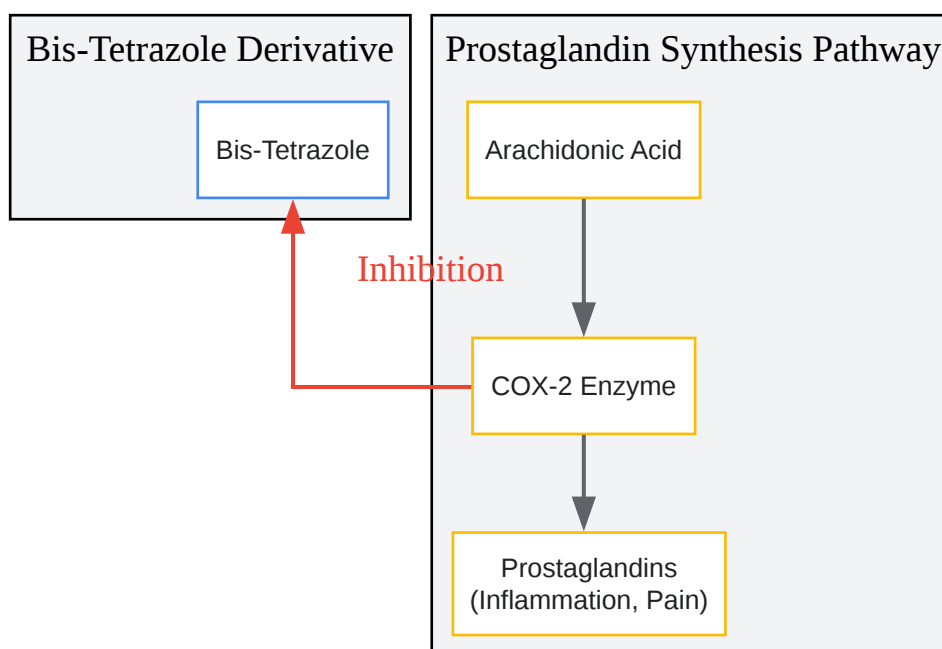 Bis-Tetrazole Derivative
Bis-Tetrazole
Prostaglandin Synthesis Pathway
Arachidonic Acid
Inhibition
COX-2 Enzyme
Prostaglandins
(Inflammation, Pain)